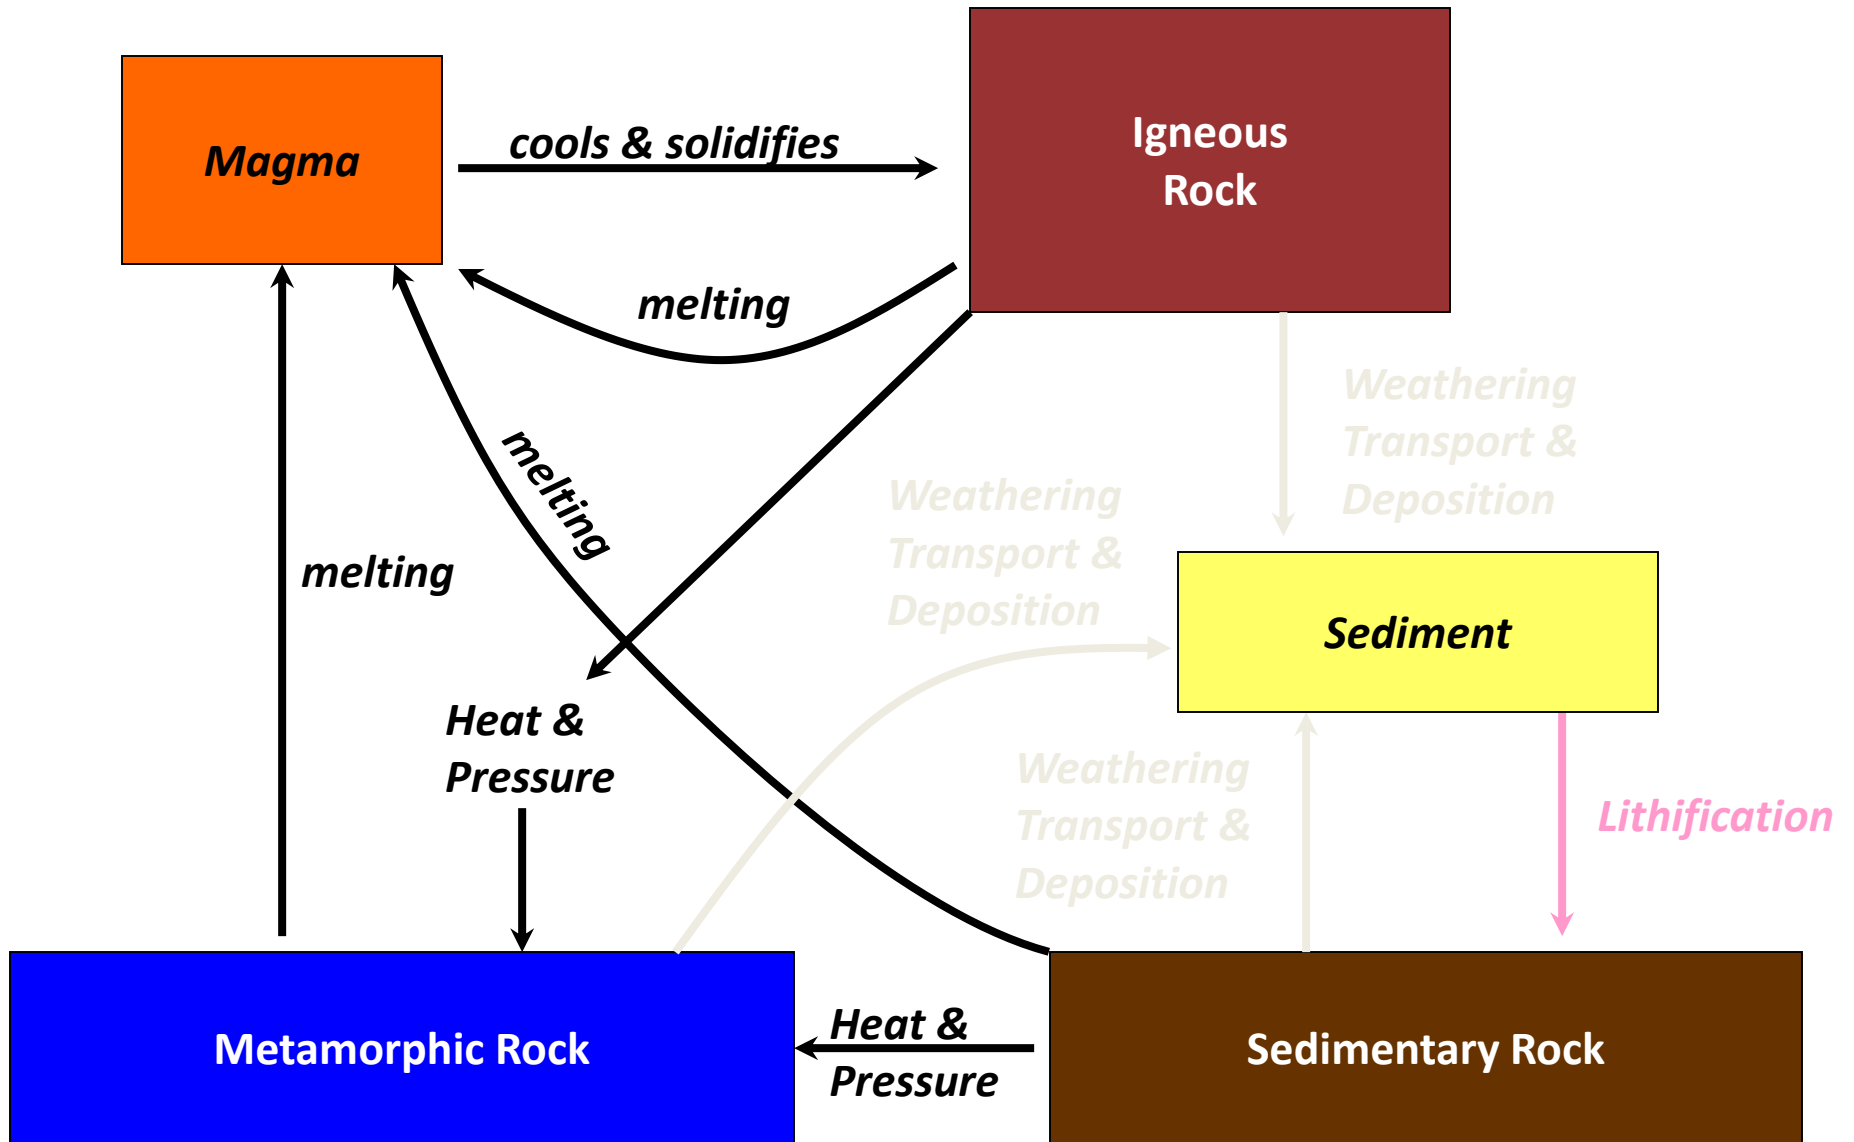 Magma
cools & solidifies
Igneous
Rock
melting
melting
melting
Weathering
Transport &
Deposition
Weathering
Transport &
Deposition
Sediment
Heat &
Pressure
Weathering
Transport &
Deposition
Lithification
Metamorphic Rock
Heat &
Pressure
Sedimentary Rock